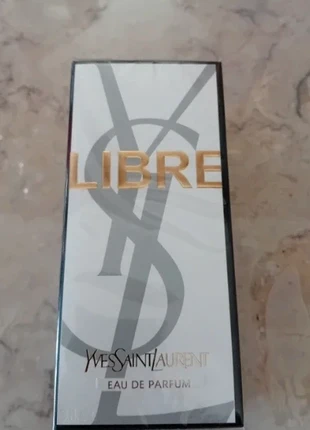 LIBRE
YVESSAINTLAURENT
EAU DE PARFUM